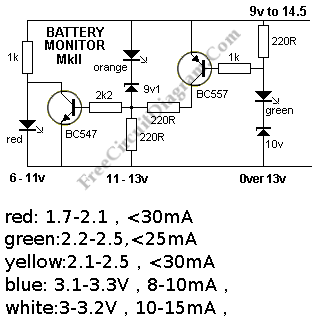 9v to 14.5
BATTERY
MONITOR
MkII
1k
orange
220R
BC557
1k
green
9v1
2k2
220R
BC547
220R
red
10v
6 - 11v
11 - 13v
0ver 13v
FreeCircuitDiagram.Com
red: 1.7-2.1 , <30mA
green:2.2-2.5,<25mA
yellow:2.1-2.5 , <30mA
blue: 3.1-3.3V , 8-10mA ,
white:3-3.2V , 10-15mA ,